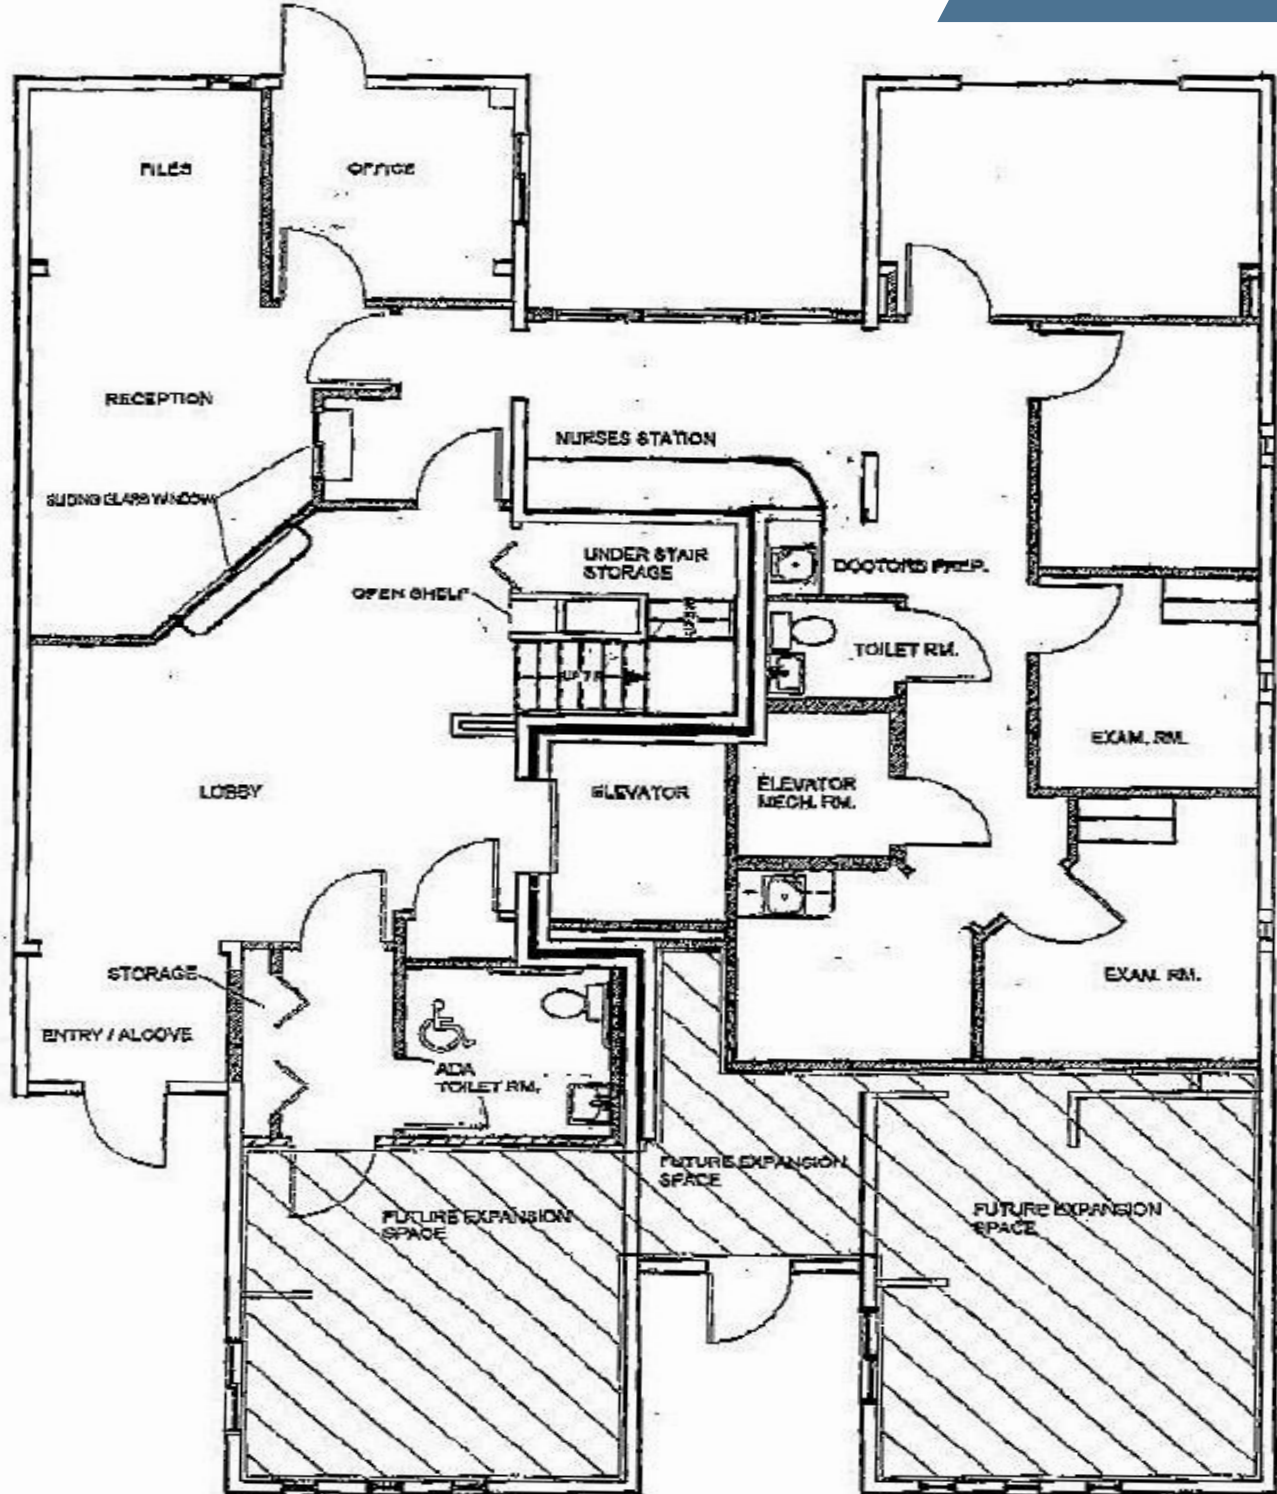 FILES
OFFICE
RECEPTION
NURSES STATION
SLIDING GLASS WINDOW
UNDER STAIR
STORAGE
DOCTORS PREP.
OPEN SHELF
TOILET RM.
EXAM. RM.
LOBBY
ELEVATOR
ELEVATOR
MECH. RM.
STORAGE
EXAM. RM.
ENTRY / ALCOVE
ADA
TOILET RM.
FUTURE EXPANSION
SPACE
FUTURE EXPANSION
SPACE
FUTURE EXPANSION
SPACE